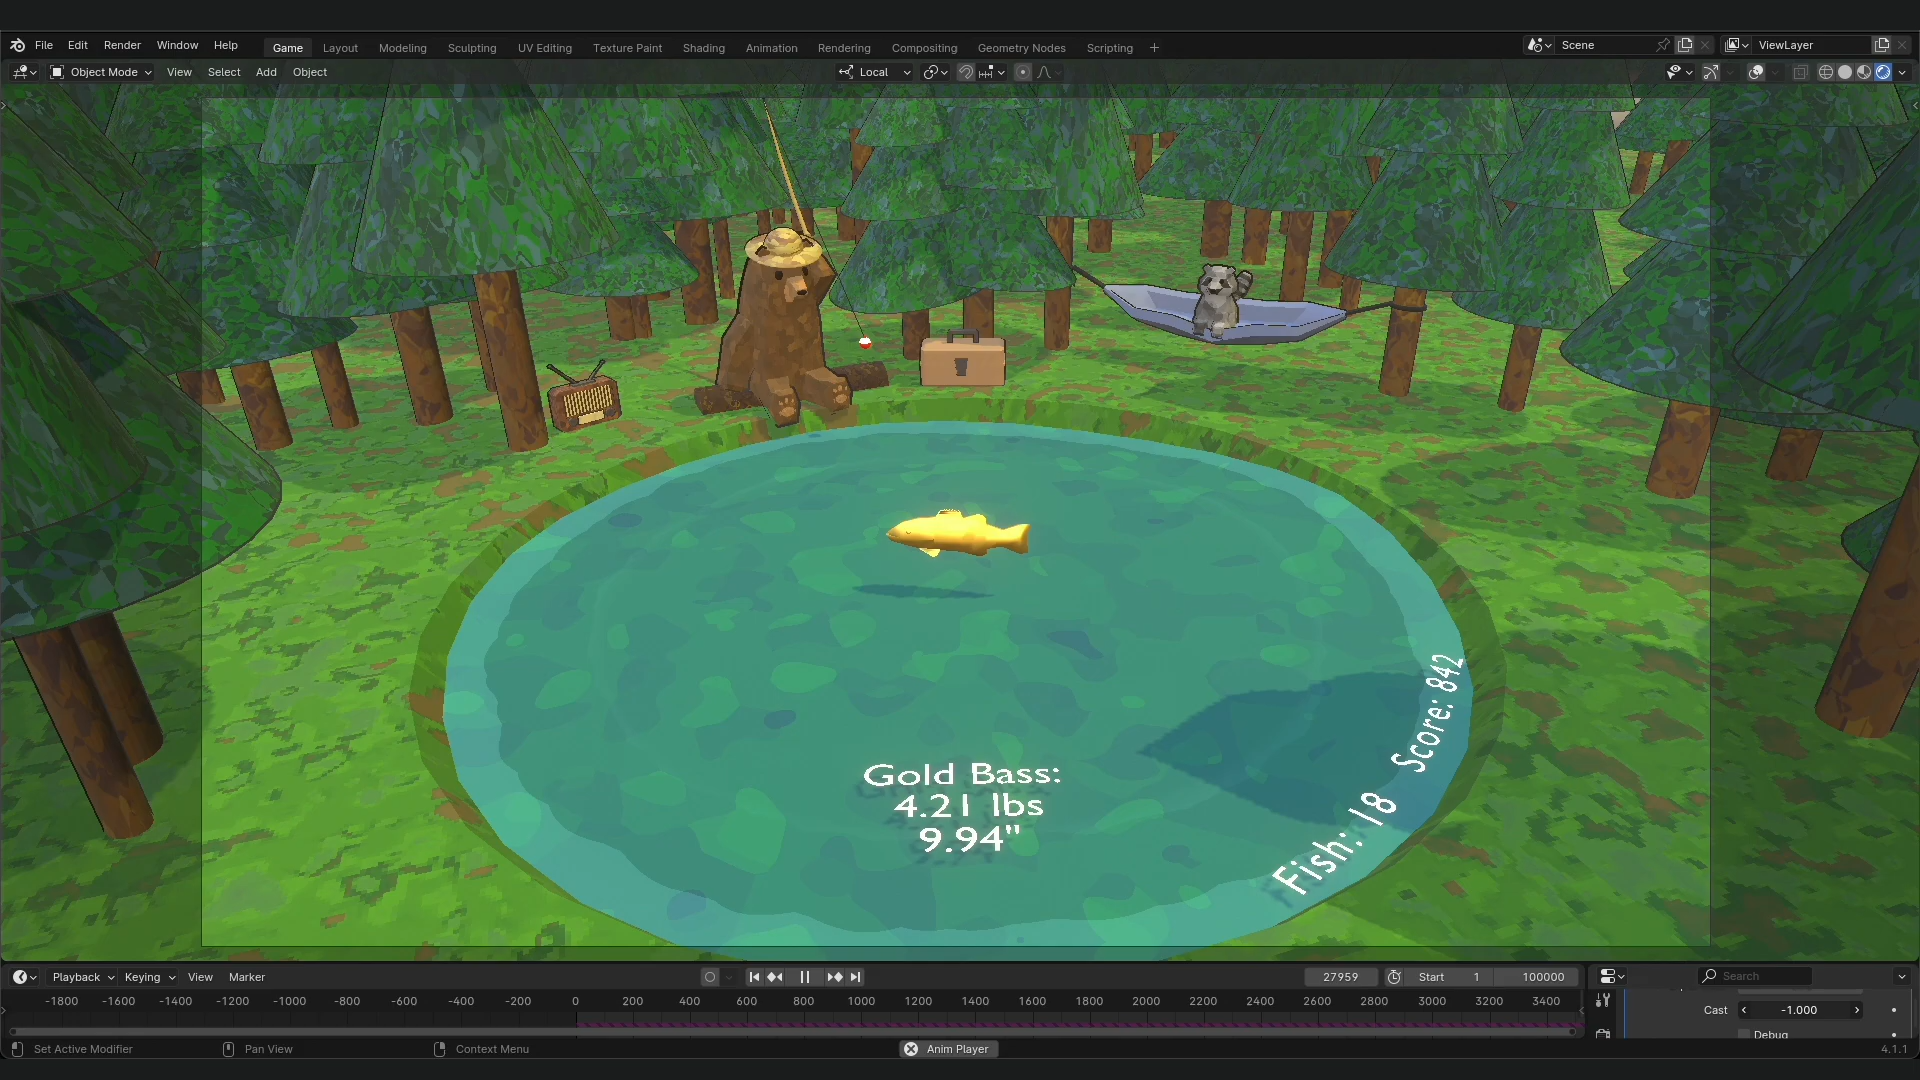 File Edit Render Window Help Game Layout Modeling Sculpting UV Editing Texture Paint Shading Animation Rendering Compositing Geometry Nodes Scripting + Scene ViewLayer
Object Mode View Select Add Object Local
Gold Bass:
4.21 lbs
9.94"
Fish: 18 Score: 842
Playback Keying View Marker 27959 Start 1 100000 Search
-1800 -1600 -1400 -1200 -1000 -800 -600 -400 -200 0 200 400 600 800 1000 1200 1400 1600 1800 2000 2200 2400 2600 2800 3000 3200 3400
Cast -1.000
Debug
Set Active Modifier Pan View Context Menu Anim Player 4.1.1